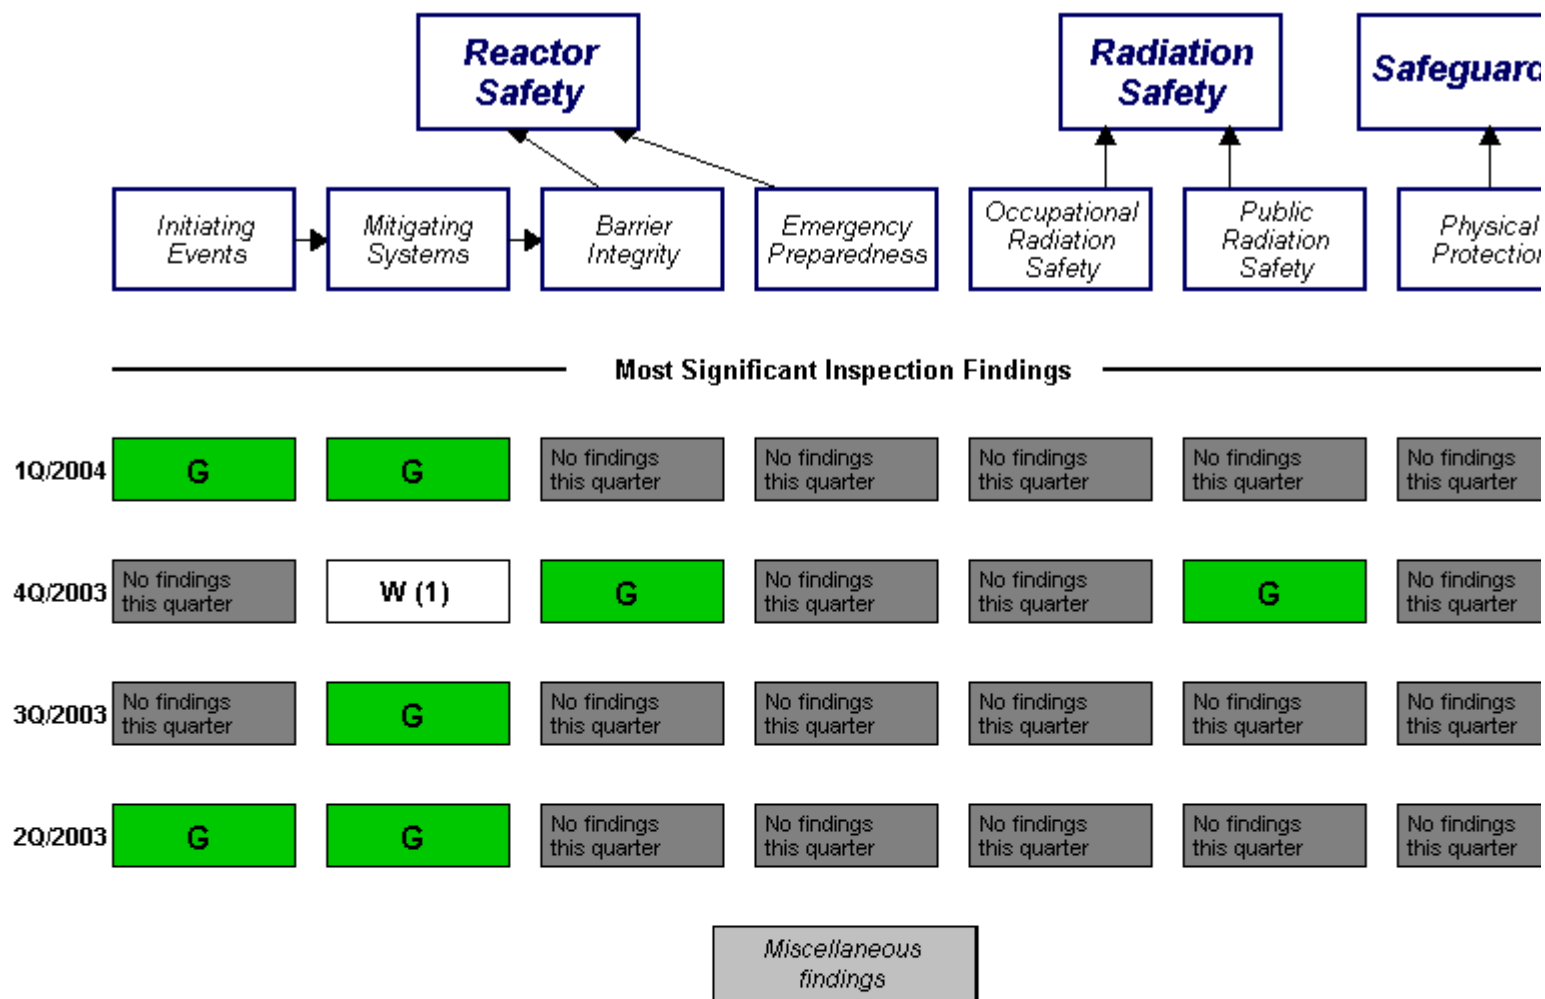 Reactor
Safety
Radiation
Safety
Safeguard
Initiating
Events
Mitigating
Systems
Barrier
Integrity
Emergency
Preparedness
Occupational
Radiation
Safety
Public
Radiation
Safety
Physical
Protection
Most Significant Inspection Findings
1Q/2004
G
G
No findings
this quarter
No findings
this quarter
No findings
this quarter
No findings
this quarter
No findings
this quarter
4Q/2003
No findings
this quarter
W (1)
G
No findings
this quarter
No findings
this quarter
G
No findings
this quarter
3Q/2003
No findings
this quarter
G
No findings
this quarter
No findings
this quarter
No findings
this quarter
No findings
this quarter
No findings
this quarter
2Q/2003
G
G
No findings
this quarter
No findings
this quarter
No findings
this quarter
No findings
this quarter
No findings
this quarter
Miscellaneous
findings